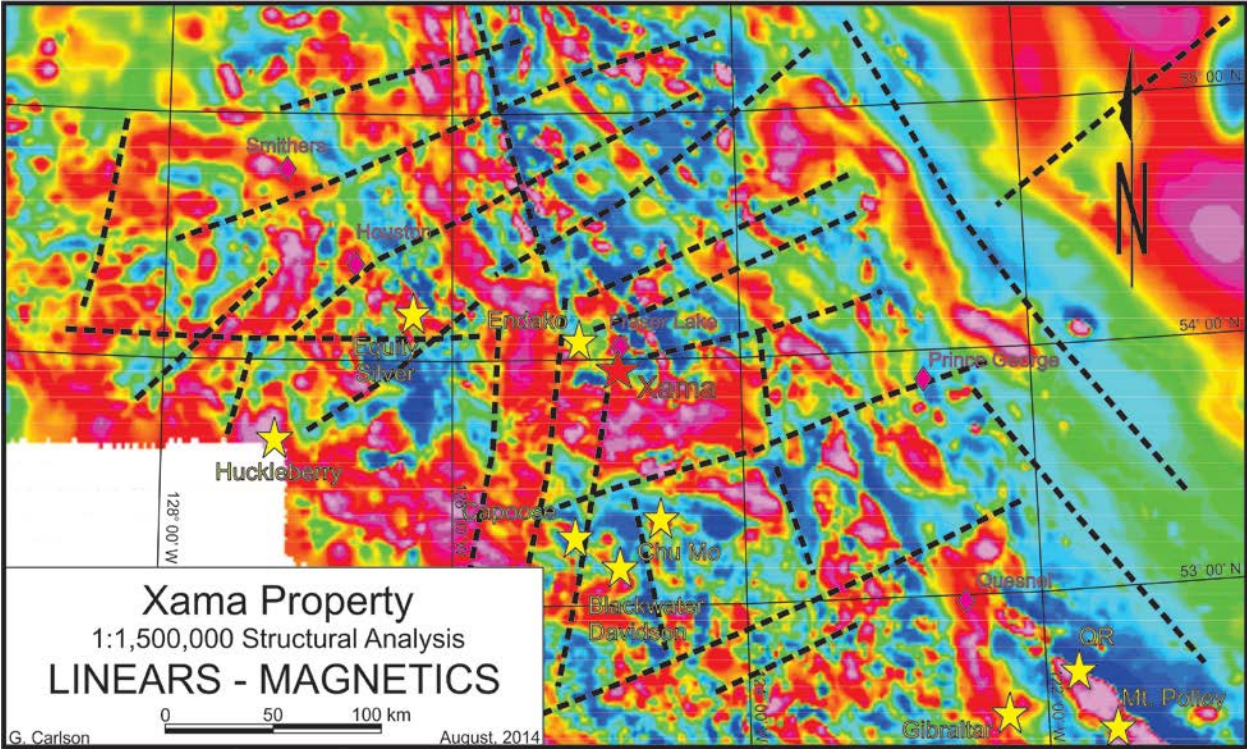 55° 00' N
Smithers
N
Houston
Endako
Fraser Lake
54° 00' N
Equity
Silver
Prince George
Xama
Huckleberry
128° 00' W
Capoose
Chu Mo
53° 00' N
Quesnel
Blackwater
Davidson
QR
Mt. Polley
Gibraltar
Xama Property
1:1,500,000 Structural Analysis
LINEARS - MAGNETICS
0 50 100 km
G. Carlson
August, 2014